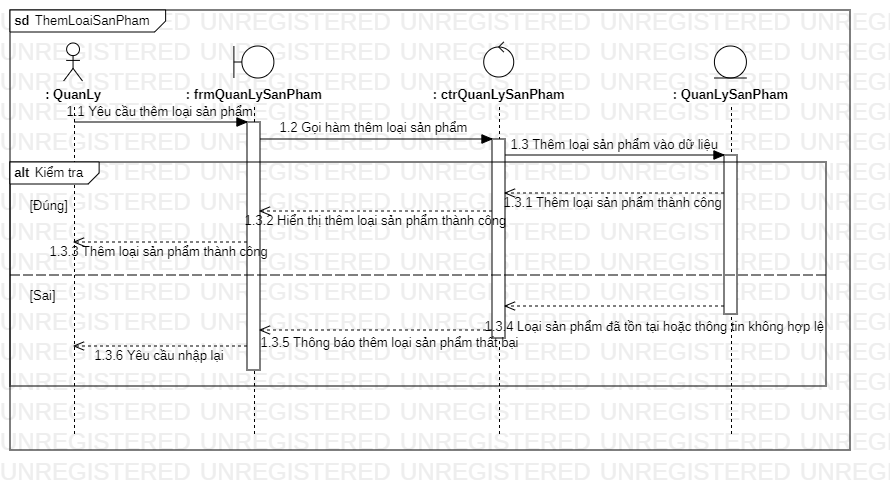 sd ThemLoaiSanPham
: QuanLy
: frmQuanLySanPham
: ctrQuanLySanPham
: QuanLySanPham
1.1 Yêu cầu thêm loại sản phẩm
1.2 Gọi hàm thêm loại sản phẩm
1.3 Thêm loại sản phẩm vào dữ liệu
alt Kiểm tra
[Đúng]
1.3.1 Thêm loại sản phẩm thành công
1.3.2 Hiển thị thêm loại sản phẩm thành công
1.3.3 Thêm loại sản phẩm thành công
[Sai]
1.3.4 Loại sản phẩm đã tồn tại hoặc thông tin không hợp lệ
1.3.5 Thông báo thêm loại sản phẩm thất bại
1.3.6 Yêu cầu nhập lại
UNREGISTERED